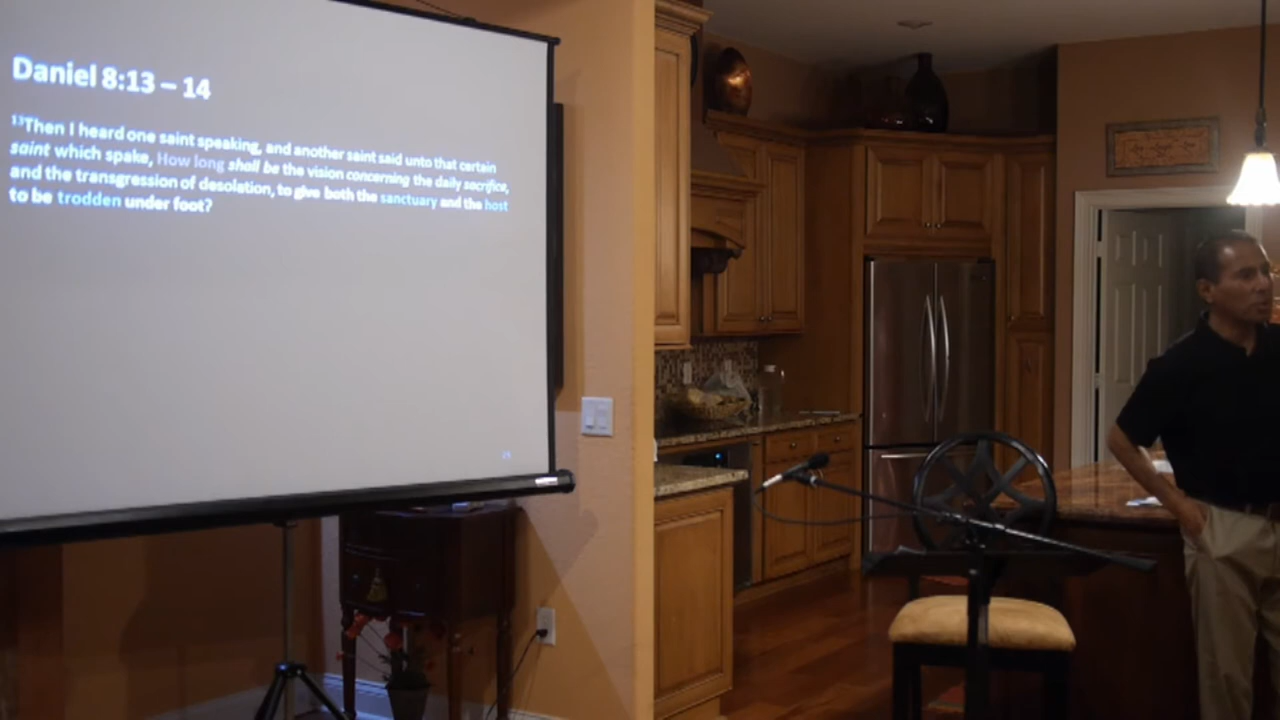 Daniel 8:13 – 14
¹³Then I heard one saint speaking, and another saint said unto that certain
saint which spake, How long shall be the vision concerning the daily sacrifice,
and the transgression of desolation, to give both the sanctuary and the host
to be trodden under foot?